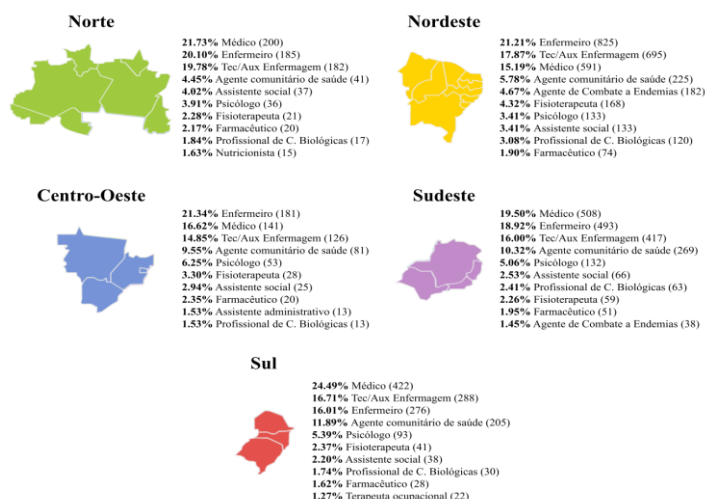 Norte
21.73% Médico (200)
20.10% Enfermeiro (185)
19.78% Tec/Aux Enfermagem (182)
4.45% Agente comunitário de saúde (41)
4.02% Assistente social (37)
3.91% Psicólogo (36)
2.28% Fisioterapeuta (21)
2.17% Farmacêutico (20)
1.84% Profissional de C. Biológicas (17)
1.63% Nutricionista (15)
Nordeste
21.21% Enfermeiro (825)
17.87% Tec/Aux Enfermagem (695)
15.19% Médico (591)
5.78% Agente comunitário de saúde (225)
4.67% Agente de Combate a Endemias (182)
4.32% Fisioterapeuta (168)
3.41% Psicólogo (133)
3.41% Assistente social (133)
3.08% Profissional de C. Biológicas (120)
1.90% Farmacêutico (74)
Centro-Oeste
21.34% Enfermeiro (181)
16.62% Médico (141)
14.85% Tec/Aux Enfermagem (126)
9.55% Agente comunitário de saúde (81)
6.25% Psicólogo (53)
3.30% Fisioterapeuta (28)
2.94% Assistente social (25)
2.35% Farmacêutico (20)
1.53% Assistente administrativo (13)
1.53% Profissional de C. Biológicas (13)
Sudeste
19.50% Médico (508)
18.92% Enfermeiro (493)
16.00% Tec/Aux Enfermagem (417)
10.32% Agente comunitário de saúde (269)
5.06% Psicólogo (132)
2.53% Assistente social (66)
2.41% Profissional de C. Biológicas (63)
2.26% Fisioterapeuta (59)
1.95% Farmacêutico (51)
1.45% Agente de Combate a Endemias (38)
Sul
24.49% Médico (422)
16.71% Tec/Aux Enfermagem (288)
16.01% Enfermeiro (276)
11.89% Agente comunitário de saúde (205)
5.39% Psicólogo (93)
2.37% Fisioterapeuta (41)
2.20% Assistente social (38)
1.74% Profissional de C. Biológicas (30)
1.62% Farmacêutico (28)
1.27% Terapeuta ocupacional (22)